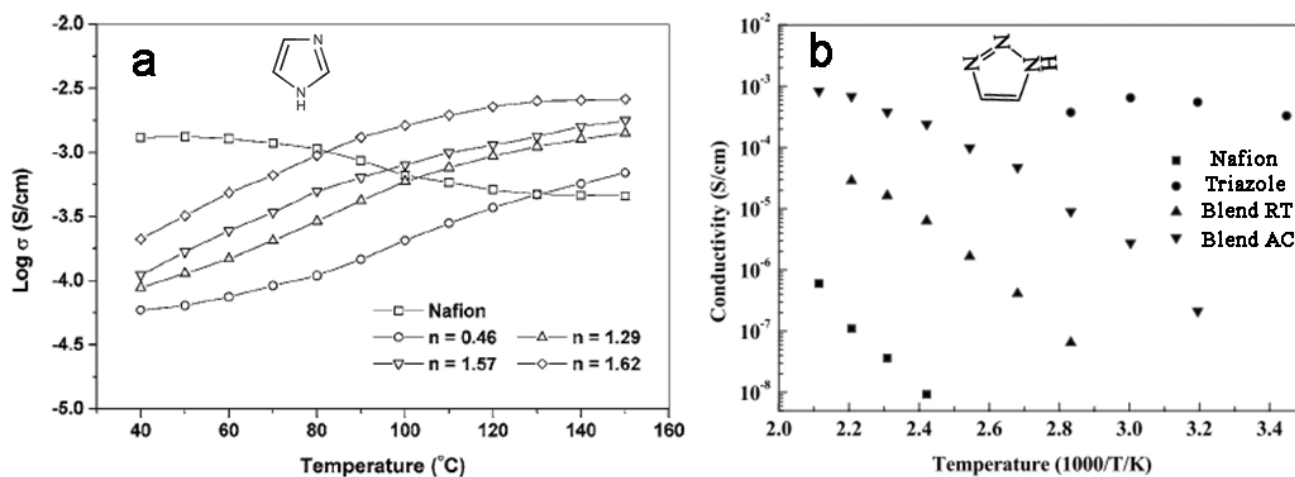 a
N
N
H
Log σ (S/cm)
-2.0
-2.5
-3.0
-3.5
-4.0
-4.5
-5.0
Nafion
n = 0.46 n = 1.29
n = 1.57 n = 1.62
40 60 80 100 120 140 160
Temperature (°C)
b
N
N NH
Conductivity (S/cm)
10-2
10-3
10-4
10-5
10-6
10-7
10-8
Nafion
Triazole
Blend RT
Blend AC
2.0 2.2 2.4 2.6 2.8 3.0 3.2 3.4
Temperature (1000/T/K)